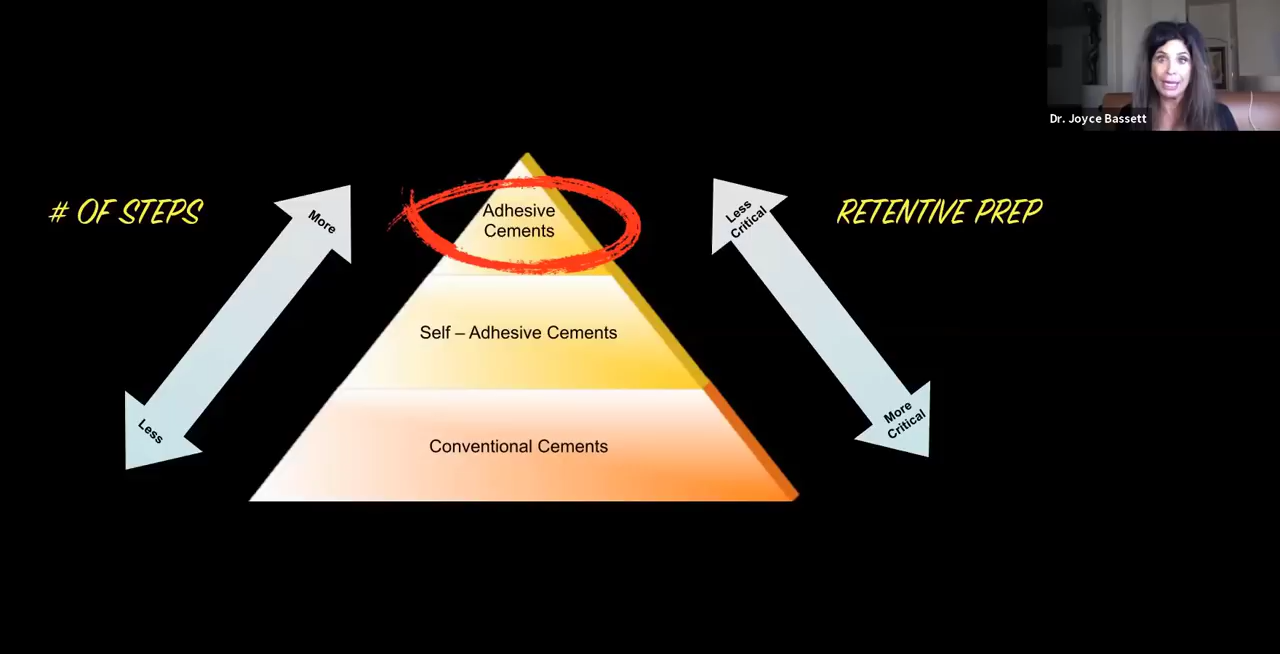 Dr. Joyce Bassett
# OF STEPS
More
Less
Adhesive
Cements
Self – Adhesive Cements
Conventional Cements
Less
Critical
More
Critical
RETENTIVE PREP